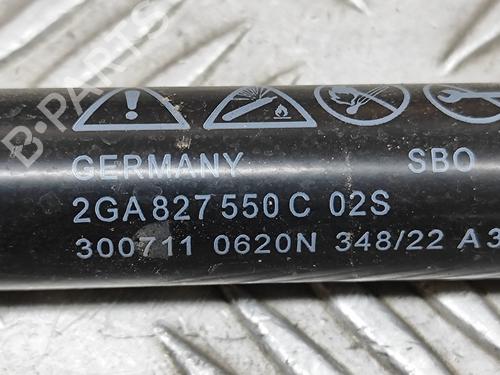 B-PARTS
GERMANY SBO
2GA827550C 02S
300711 0620N 348/22 A3